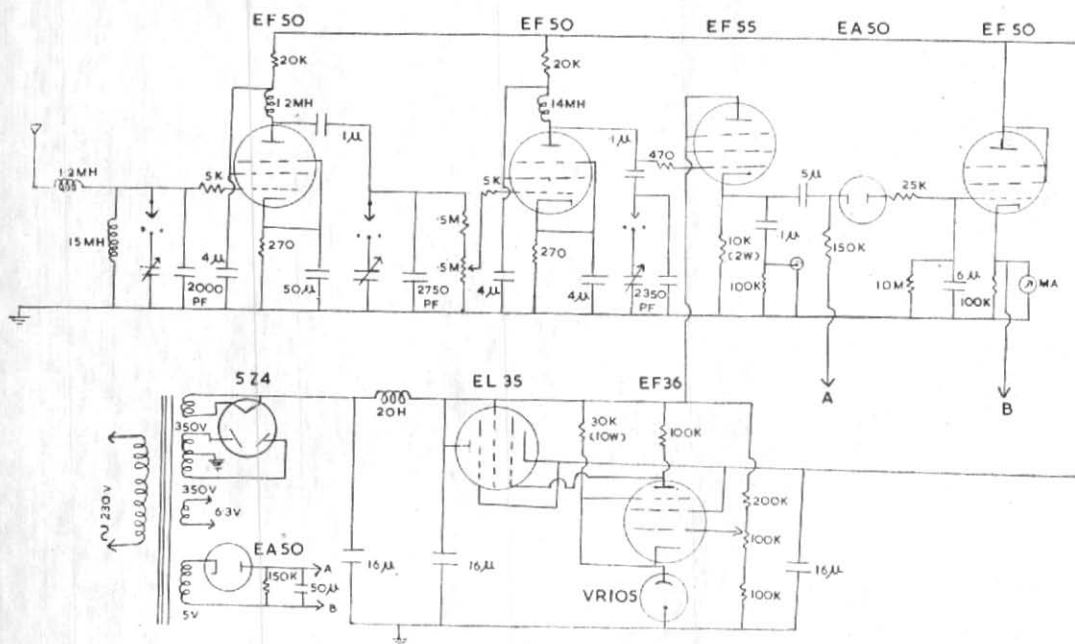 EF50
EF50
EF55
EA50
EF50
20K
20K
1·2MH
14MH
·1µ
·1µ
470
1·2MH
5K
5K
·5µ
25K
15MH
·5M
270
270
10K
(2W)
·1µ
150K
4µ
50µ
·5M
4µ
4µ
100K
10M
·6µ
100K
MA
2000
PF
2750
PF
2350
PF
A
B
5Z4
20H
EL35
EF36
350V
30K
(10W)
100K
230V
350V
6·3V
200K
100K
EA50
A
150K
50µ
B
16µ
16µ
16µ
5V
VR105
100K